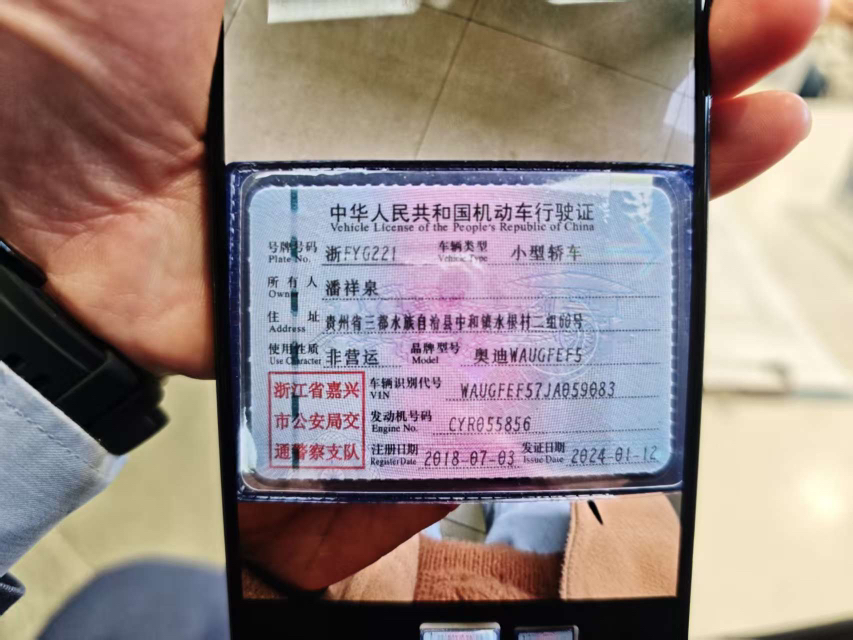 中华人民共和国机动车行驶证
Vehicle License of the People's Republic of China
号牌号码 浙FYG221 车辆类型 小型轿车
Plate No. Vehicle Type
所有人 潘祥泉
Owner
住址 贵州省三都水族自治县中和镇水根村二组60号
Address
使用性质 非营运 品牌型号 奥迪WAUGFEF5
Use Character Model
浙江省嘉兴
市公安局交
通警察支队
车辆识别代号 WAUGFEF57JA059083
VIN
发动机号码 CYR055856
Engine No.
注册日期 2018-07-03 发证日期 2024-01-12
Register Date Issue Date